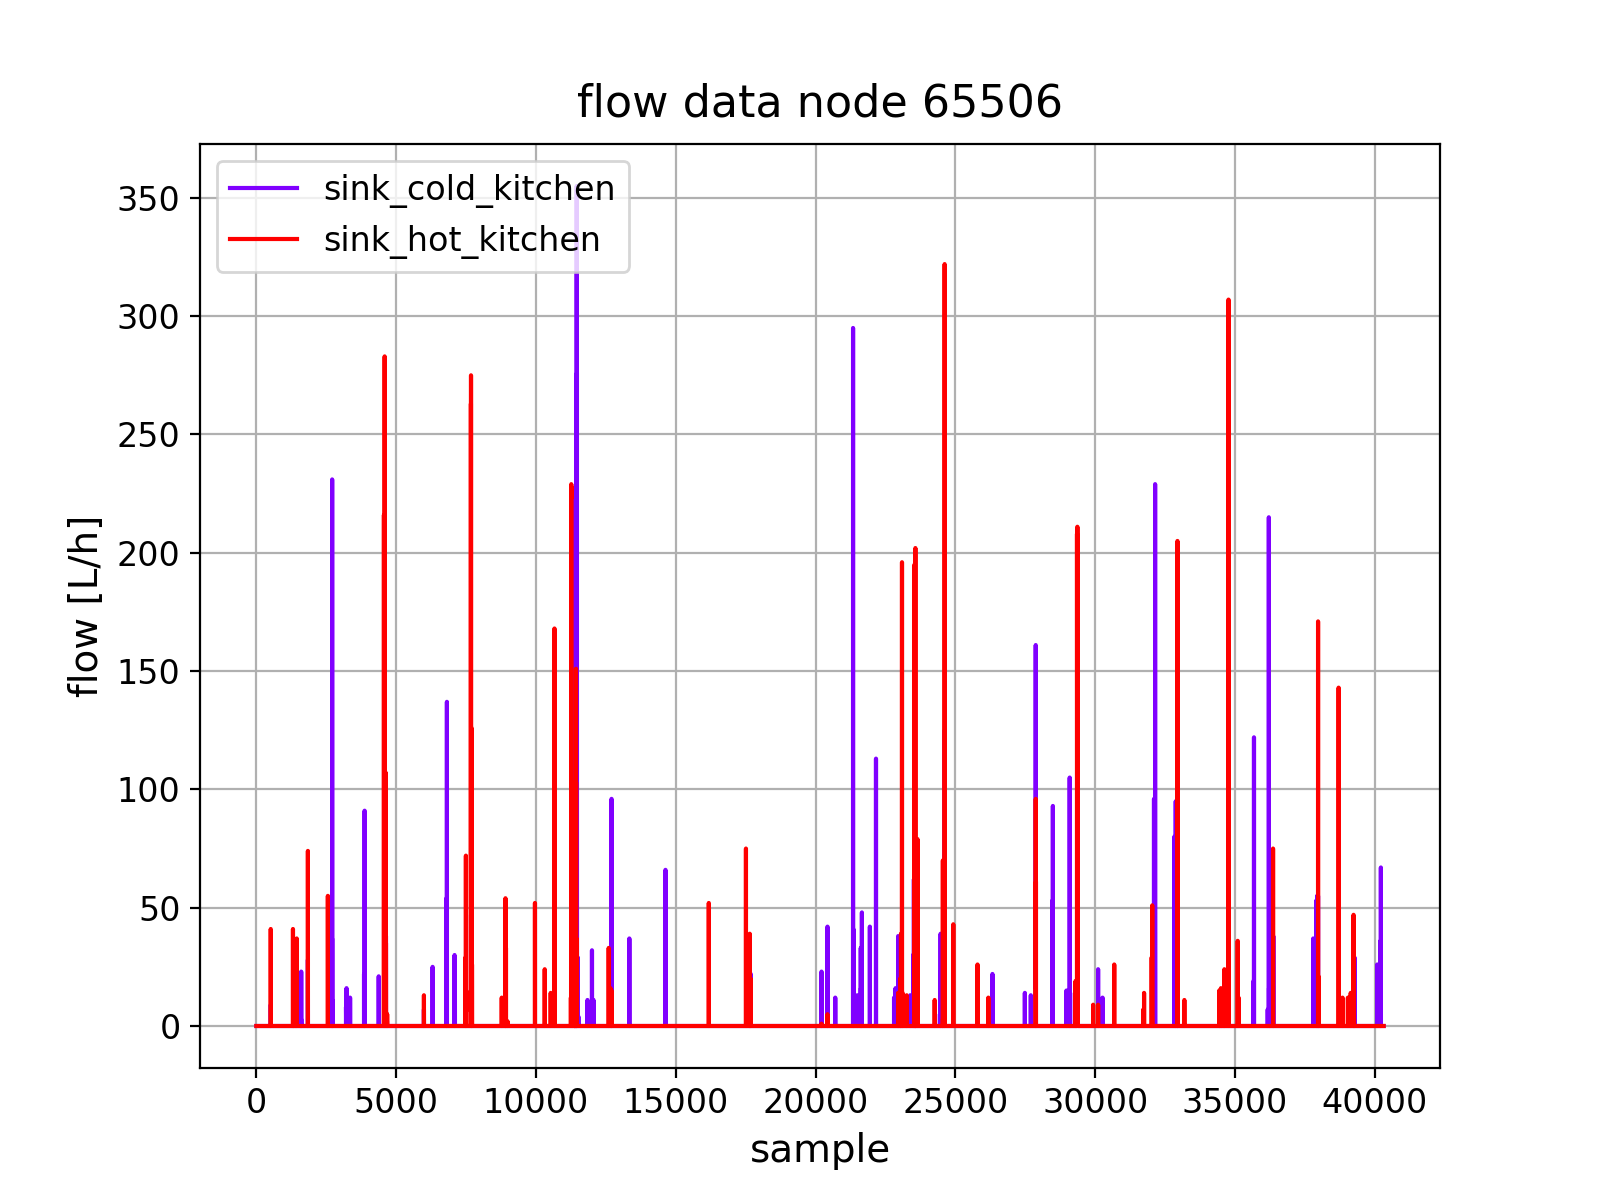 flow data node 65506
sink_cold_kitchen
sink_hot_kitchen
350
300
250
200
150
100
50
0
flow [L/h]
0 5000 10000 15000 20000 25000 30000 35000 40000
sample